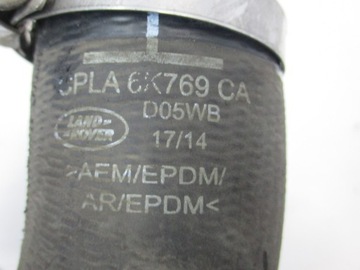 CPLA 6K769 CA
D05WB
LAND-
ROVER
17/14
>AEM/EPDM/
AR/EPDM<